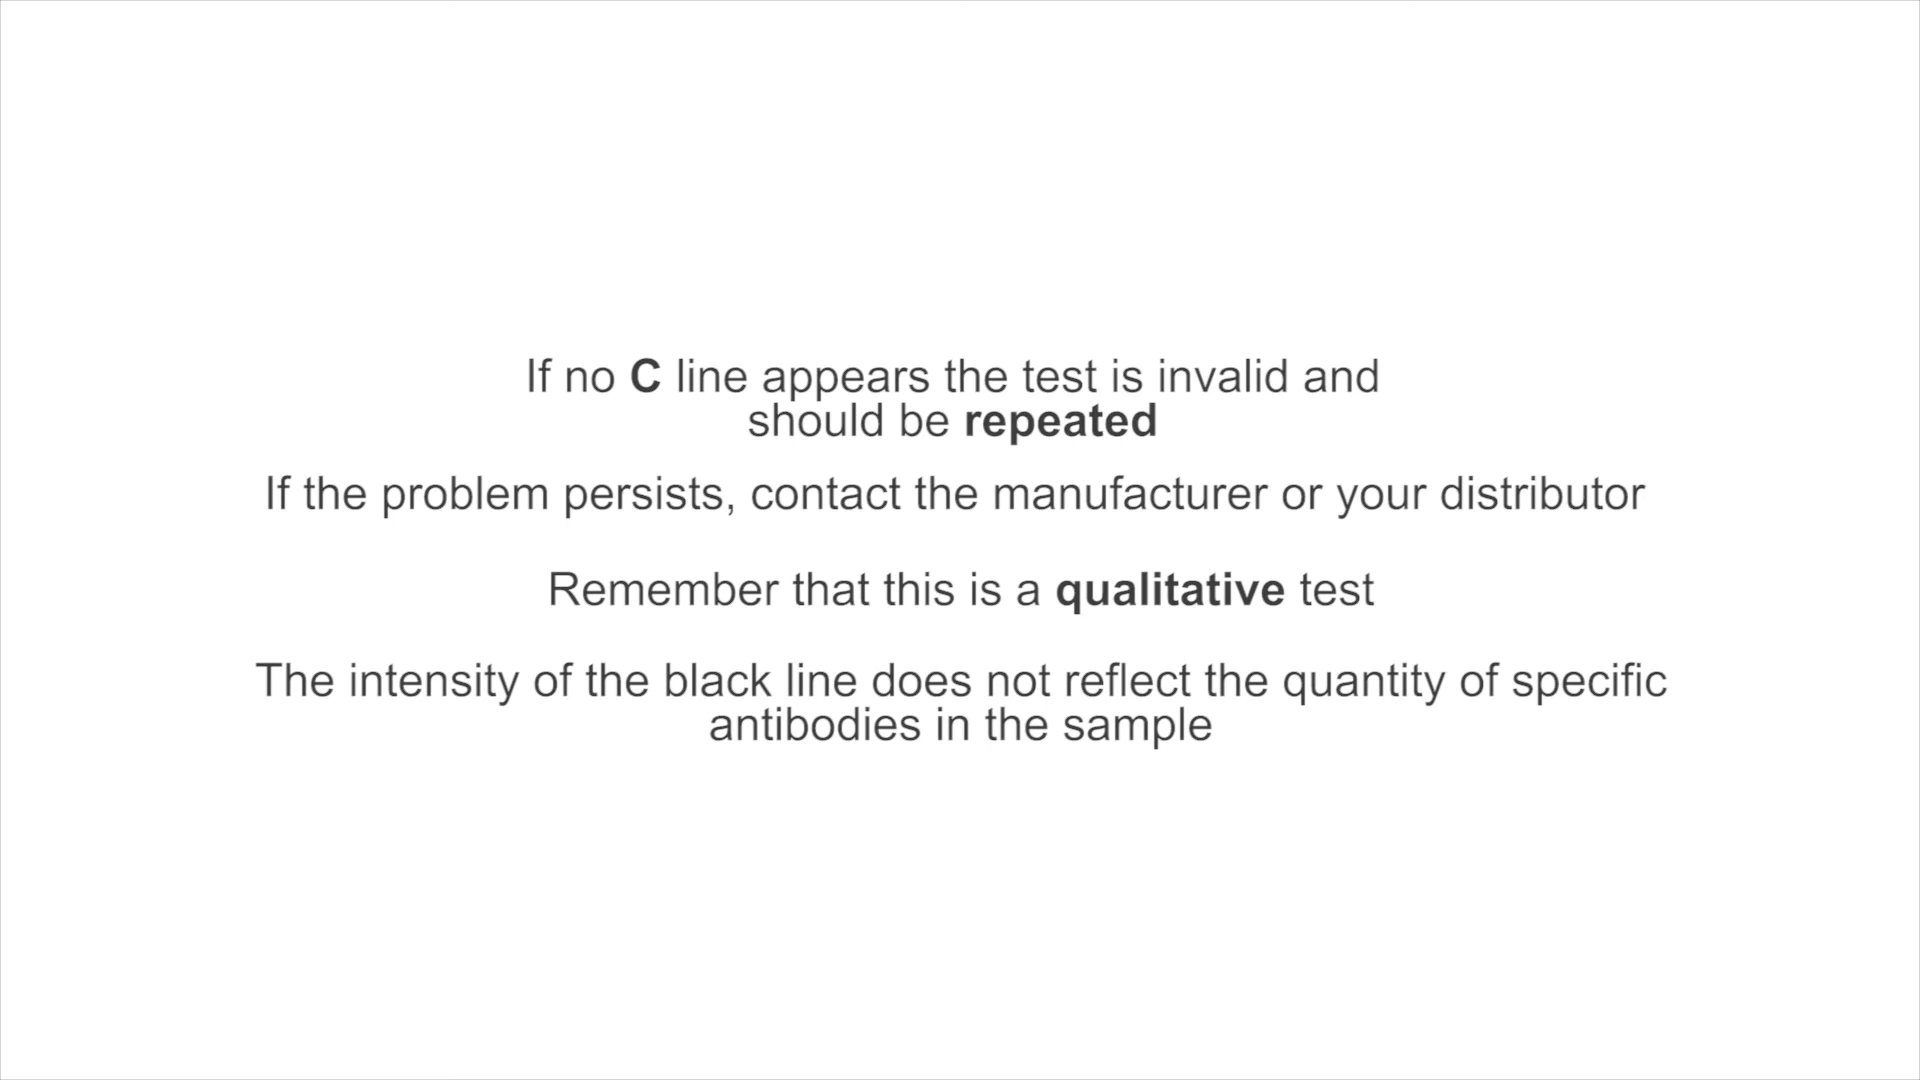 If no C line appears the test is invalid and
should be repeated
If the problem persists, contact the manufacturer or your distributor
Remember that this is a qualitative test
The intensity of the black line does not reflect the quantity of specific
antibodies in the sample